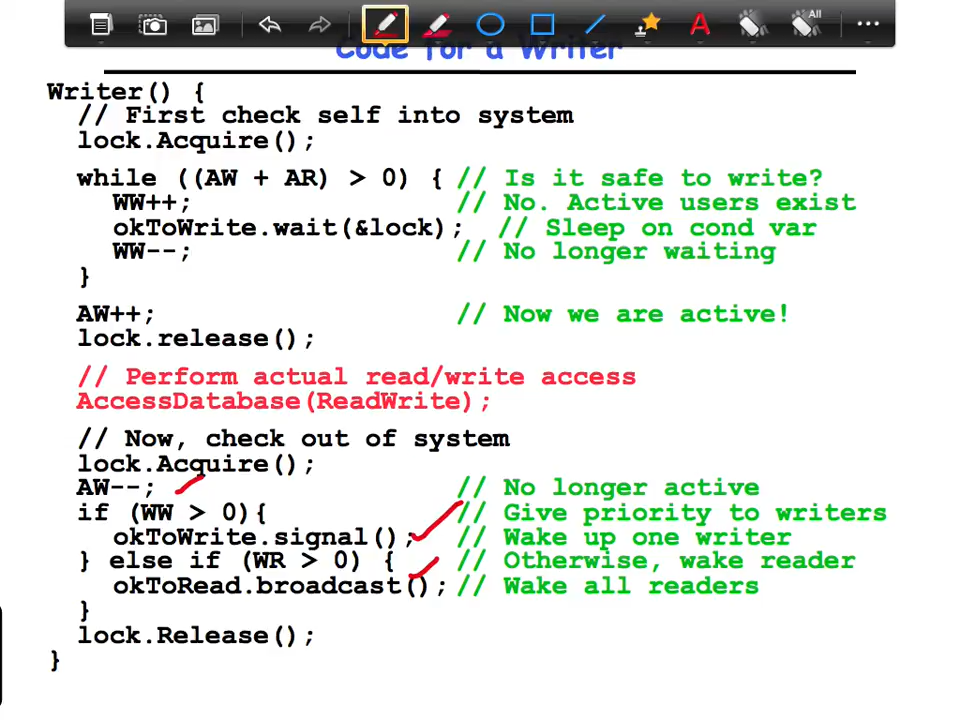 All
Code for a Writer
Writer() {
// First check self into system
lock.Acquire();
while ((AW + AR) > 0) { // Is it safe to write?
WW++; // No. Active users exist
okToWrite.wait(&lock); // Sleep on cond var
WW--; // No longer waiting
}
AW++; // Now we are active!
lock.release();
// Perform actual read/write access
AccessDatabase(ReadWrite);
// Now, check out of system
lock.Acquire();
AW--; // No longer active
if (WW > 0){ // Give priority to writers
okToWrite.signal(); // Wake up one writer
} else if (WR > 0) { // Otherwise, wake reader
okToRead.broadcast(); // Wake all readers
}
lock.Release();
}